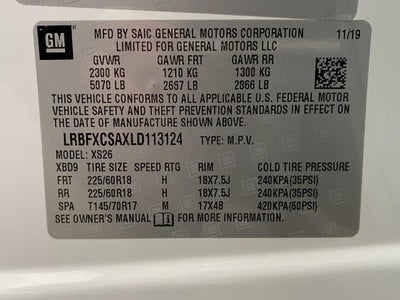 GM
MFD BY SAIC GENERAL MOTORS CORPORATION 11/19
LIMITED FOR GENERAL MOTORS LLC
GVWR GAWR FRT GAWR RR
2300 KG 1210 KG 1300 KG
5070 LB 2667 LB 2866 LB
THIS VEHICLE CONFORMS TO ALL APPLICABLE U.S. FEDERAL MOTOR
VEHICLE SAFETY, BUMPER, AND THEFT PREVENTION STANDARDS IN
EFFECT ON THE DATE OF MANUFACTURE SHOWN ABOVE.
LRBFXCSAXLD113124 TYPE: M.P.V.
MODEL: XS26
XBD9 TIRE SIZE SPEED RTG RIM COLD TIRE PRESSURE
FRT 225/60R18 H 18X7.5J 240KPA(35PSI)
RR 225/60R18 H 18X7.5J 240KPA(35PSI)
SPA T145/70R17 M 17X4B 420KPA(60PSI)
SEE OWNER'S MANUAL FOR MORE INFORMATION